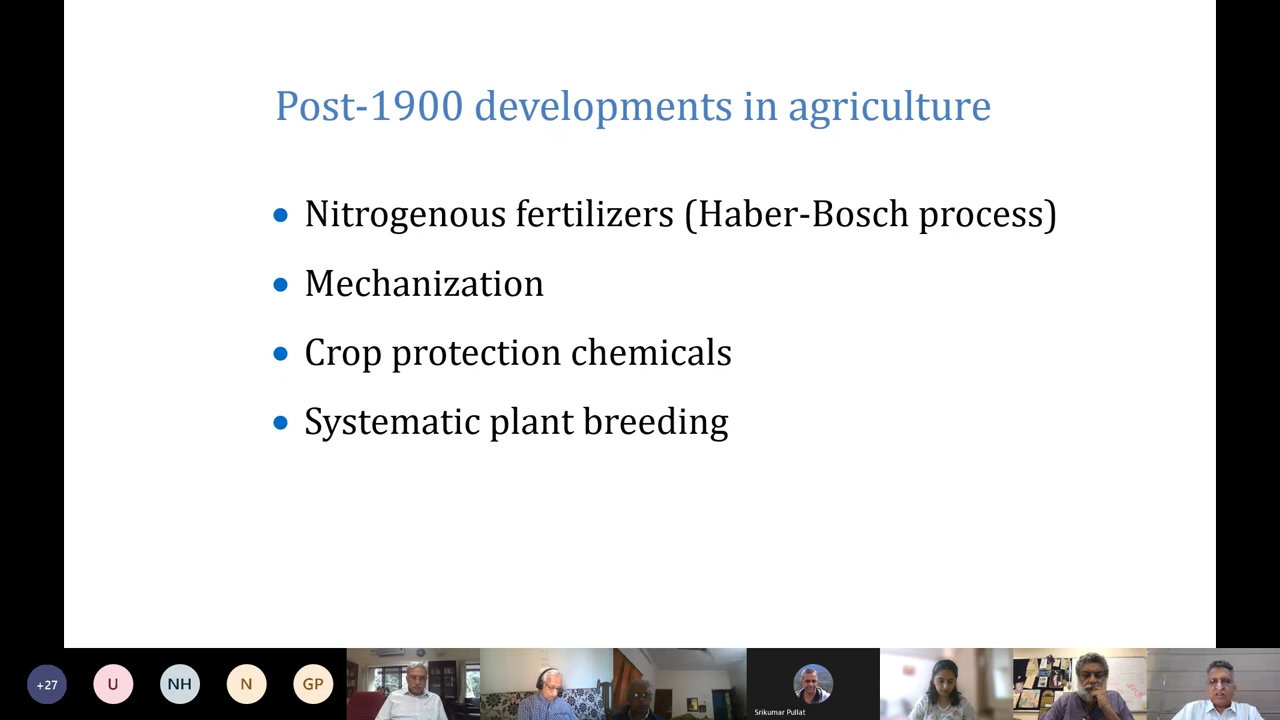 Post-1900 developments in agriculture
• Nitrogenous fertilizers (Haber-Bosch process)
• Mechanization
• Crop protection chemicals
• Systematic plant breeding
+27 U NH N GP
Srikumar Pullat